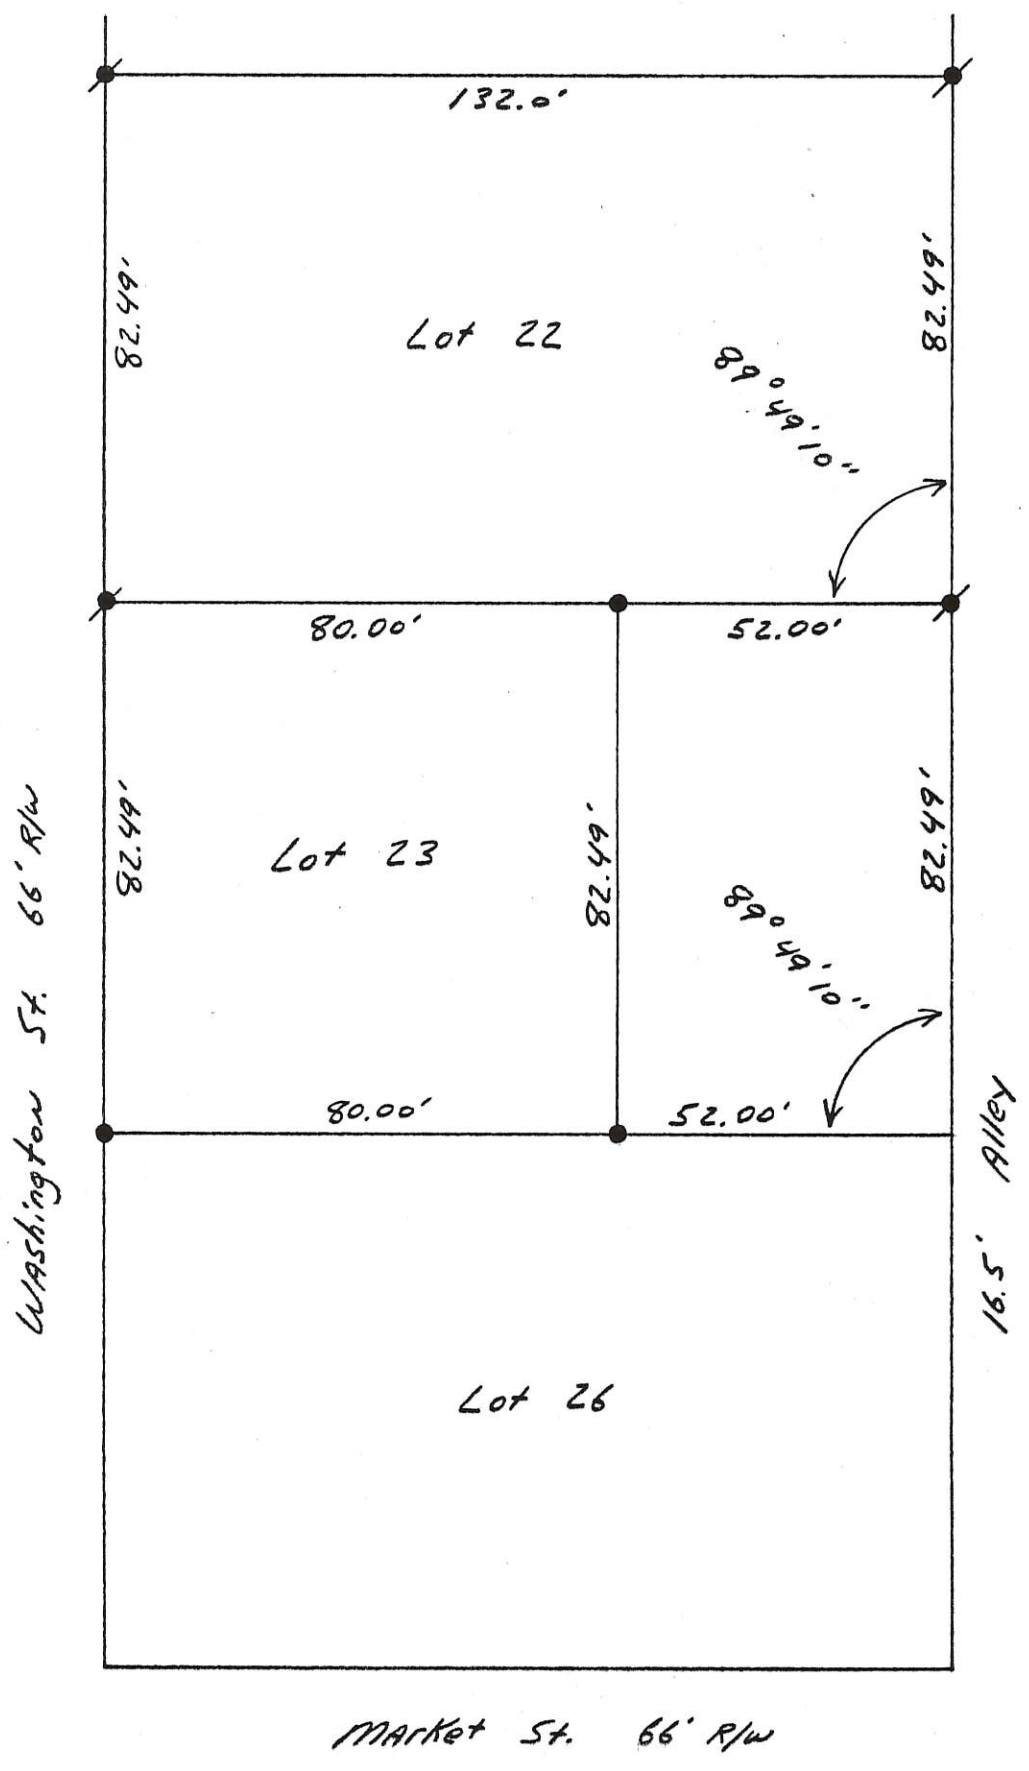 132.0'
82.49'
82.49'
Lot 22
89° 49' 10"
80.00'
52.00'
82.49'
Lot 23
82.49'
82.49'
89° 49' 10"
80.00'
52.00'
Washington St. 66' R/W
16.5' Alley
Lot 26
Market St. 66' R/W